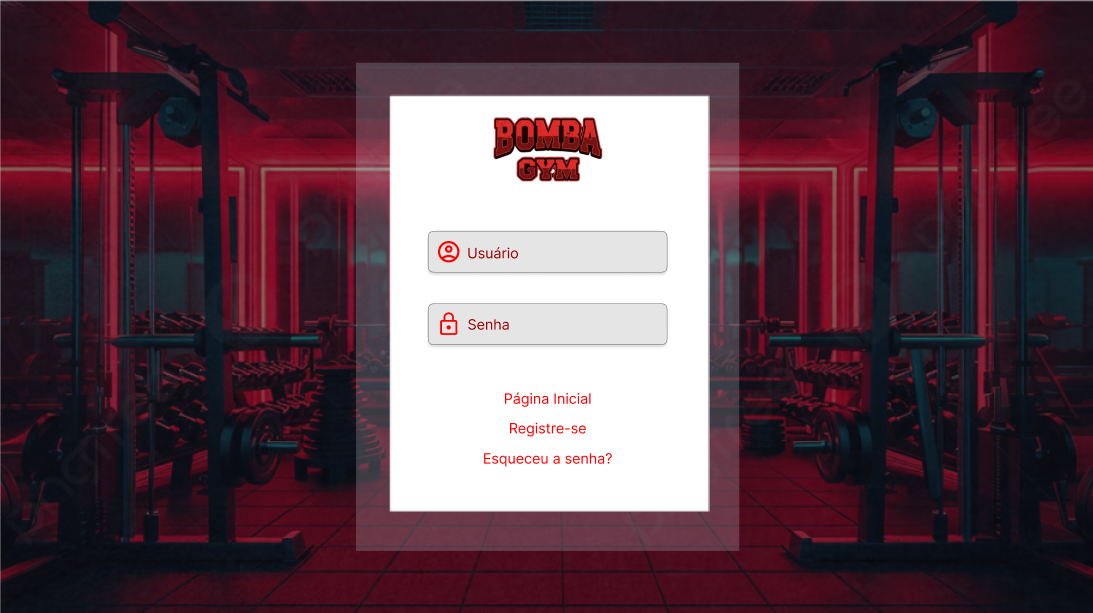 BOMBA
GYM
Usuário
Senha
Página Inicial
Registre-se
Esqueceu a senha?